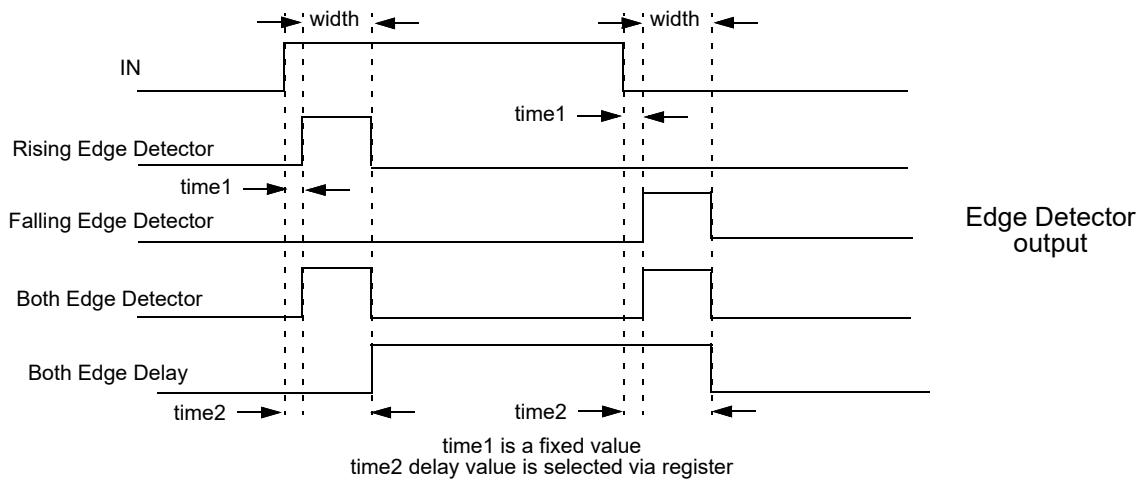 width
width
IN
time1
Rising Edge Detector
time1
Falling Edge Detector
Edge Detector
output
Both Edge Detector
Both Edge Delay
time2
time2
time1 is a fixed value
time2 delay value is selected via register